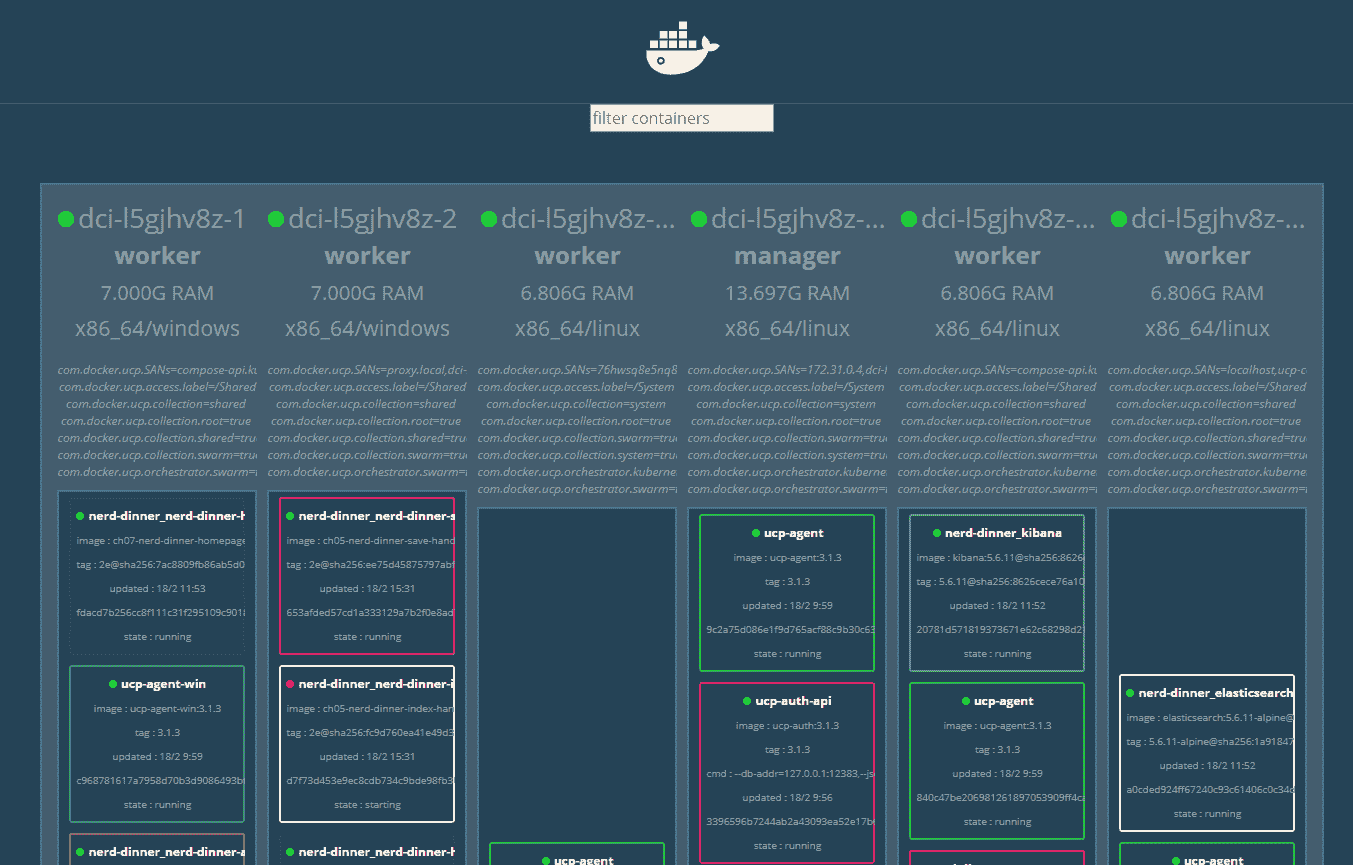 filter containers
dci-l5gjhv8z-1
worker
7.000G RAM
x86_64/windows
com.docker.ucp.SANs=compose-api.ku
com.docker.ucp.access.label=/Shared
com.docker.ucp.collection=shared
com.docker.ucp.collection.root=true
com.docker.ucp.collection.shared=true
com.docker.ucp.collection.swarm=true
com.docker.ucp.orchestrator.swarm=
nerd-dinner_nerd-dinner-h
image : ch07-nerd-dinner-homepage
tag : 2e@sha256:7ac8809fb86ab5d0
updated : 18/2 11:53
fdacd7b256cc8f111c31f295109c901
state : running
ucp-agent-win
image : ucp-agent-win:3.1.3
tag : 3.1.3
updated : 18/2 9:59
c968781617a7958d70b3d9086493b
state : running
nerd-dinner_nerd-dinner-a
dci-l5gjhv8z-2
worker
7.000G RAM
x86_64/windows
com.docker.ucp.SANs=proxy.local,dci-
com.docker.ucp.access.label=/Shared
com.docker.ucp.collection=shared
com.docker.ucp.collection.root=true
com.docker.ucp.collection.shared=true
com.docker.ucp.collection.swarm=true
com.docker.ucp.orchestrator.swarm=
nerd-dinner_nerd-dinner-s
image : ch05-nerd-dinner-save-hand
tag : 2e@sha256:ee75d45875797abf
updated : 18/2 15:31
653afded57cd1a333129a7b2f0e8ad
state : running
nerd-dinner_nerd-dinner-i
image : ch05-nerd-dinner-index-han
tag : 2e@sha256:fc9d760ea41e49d3
updated : 18/2 15:31
d7f73d453e9ec8cdb734c9bde98fb3
state : starting
nerd-dinner_nerd-dinner-h
dci-l5gjhv8z-...
worker
6.806G RAM
x86_64/linux
com.docker.ucp.SANs=76hwsq8e5nq8
com.docker.ucp.access.label=/System
com.docker.ucp.collection=system
com.docker.ucp.collection.root=true
com.docker.ucp.collection.swarm=true
com.docker.ucp.collection.system=true
com.docker.ucp.orchestrator.kuberne
com.docker.ucp.orchestrator.swarm=
ucp-agent
dci-l5gjhv8z-...
manager
13.697G RAM
x86_64/linux
com.docker.ucp.SANs=172.31.0.4,dci-l
com.docker.ucp.access.label=/System
com.docker.ucp.collection=system
com.docker.ucp.collection.root=true
com.docker.ucp.collection.swarm=true
com.docker.ucp.collection.system=true
com.docker.ucp.orchestrator.kuberne
com.docker.ucp.orchestrator.swarm=
ucp-agent
image : ucp-agent:3.1.3
tag : 3.1.3
updated : 18/2 9:59
9c2a75d086e1f9d765acf88c9b30c63
state : running
ucp-auth-api
image : ucp-auth:3.1.3
tag : 3.1.3
cmd : --db-addr=127.0.0.1:12383,--js
updated : 18/2 9:56
3396596b7244ab2a43093ea52e17b
state : running
dci-l5gjhv8z-...
worker
6.806G RAM
x86_64/linux
com.docker.ucp.SANs=compose-api.ku
com.docker.ucp.access.label=/Shared
com.docker.ucp.collection=shared
com.docker.ucp.collection.root=true
com.docker.ucp.collection.shared=true
com.docker.ucp.collection.swarm=true
com.docker.ucp.orchestrator.kuberne
com.docker.ucp.orchestrator.swarm=
nerd-dinner_kibana
image : kibana:5.6.11@sha256:8626
tag : 5.6.11@sha256:8626cece76a10
updated : 18/2 11:52
20781d571819373671e62c68298d2
state : running
ucp-agent
image : ucp-agent:3.1.3
tag : 3.1.3
updated : 18/2 9:59
840c47be206981261897053909ff4c
state : running
dci-l5gjhv8z-...
worker
6.806G RAM
x86_64/linux
com.docker.ucp.SANs=localhost,ucp-c
com.docker.ucp.access.label=/Shared
com.docker.ucp.collection=shared
com.docker.ucp.collection.root=true
com.docker.ucp.collection.shared=true
com.docker.ucp.collection.swarm=true
com.docker.ucp.orchestrator.kuberne
com.docker.ucp.orchestrator.swarm=
nerd-dinner_elasticsearch
image : elasticsearch:5.6.11-alpine@
tag : 5.6.11-alpine@sha256:1a91847
updated : 18/2 11:52
a0cded924ff67240c93c61406c0c34
state : running
ucp-agent